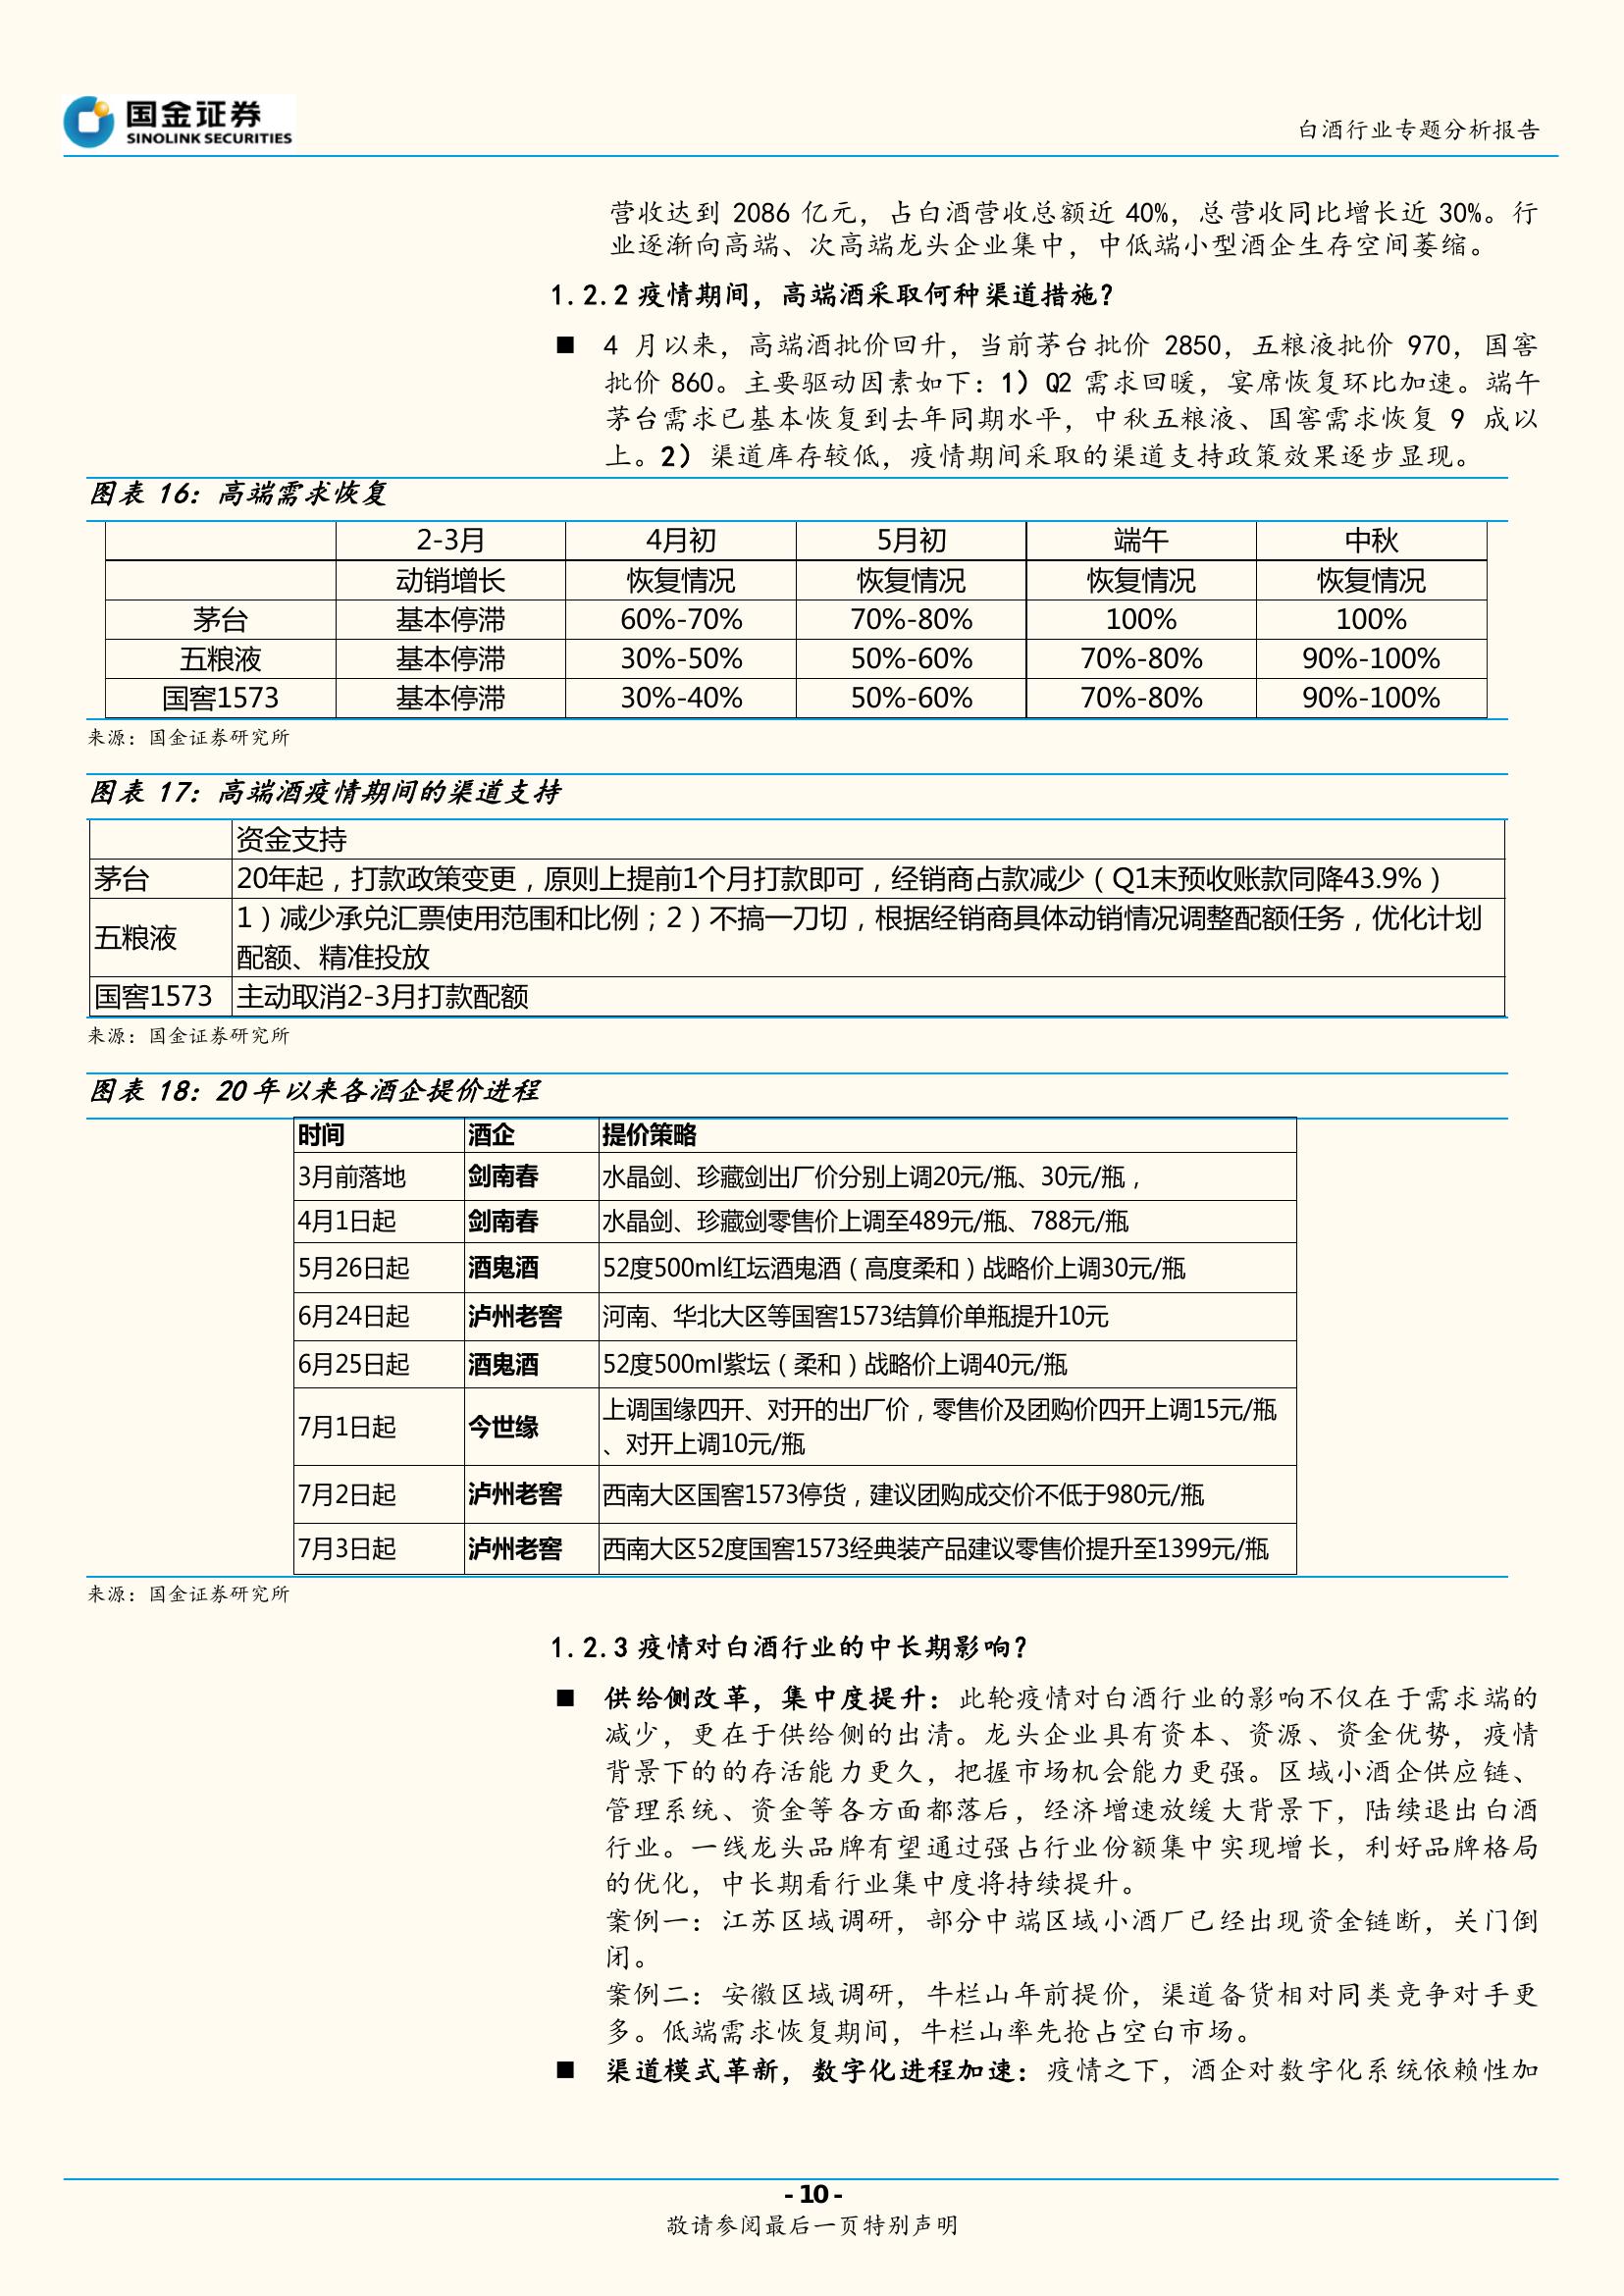 国金证券
SINOLINK SECURITIES
白酒行业专题分析报告
营收达到 2086 亿元，占白酒营收总额近 40%，总营收同比增长近 30%。行
业逐渐向高端、次高端龙头企业集中，中低端小型酒企生存空间萎缩。
1.2.2 疫情期间，高端酒采取何种渠道措施？
■ 4 月以来，高端酒批价回升，当前茅台批价 2850，五粮液批价 970，国窖
批价 860。主要驱动因素如下：1）Q2 需求回暖，宴席恢复环比加速。端午
茅台需求已基本恢复到去年同期水平，中秋五粮液、国窖需求恢复 9 成以
上。2）渠道库存较低，疫情期间采取的渠道支持政策效果逐步显现。
图表 16：高端需求恢复
2-3月 4月初 5月初 端午 中秋
动销增长 恢复情况 恢复情况 恢复情况 恢复情况
茅台 基本停滞 60%-70% 70%-80% 100% 100%
五粮液 基本停滞 30%-50% 50%-60% 70%-80% 90%-100%
国窖1573 基本停滞 30%-40% 50%-60% 70%-80% 90%-100%
来源：国金证券研究所
图表 17：高端酒疫情期间的渠道支持
资金支持
茅台 20年起，打款政策变更，原则上提前1个月打款即可，经销商占款减少（Q1末预收账款同降43.9%）
五粮液 1）减少承兑汇票使用范围和比例；2）不搞一刀切，根据经销商具体动销情况调整配额任务，优化计划
配额、精准投放
国窖1573 主动取消2-3月打款配额
来源：国金证券研究所
图表 18：20 年以来各酒企提价进程
时间 酒企 提价策略
3月前落地 剑南春 水晶剑、珍藏剑出厂价分别上调20元/瓶、30元/瓶，
4月1日起 剑南春 水晶剑、珍藏剑零售价上调至489元/瓶、788元/瓶
5月26日起 酒鬼酒 52度500ml红坛酒鬼酒（高度柔和）战略价上调30元/瓶
6月24日起 泸州老窖 河南、华北大区等国窖1573结算价单瓶提升10元
6月25日起 酒鬼酒 52度500ml紫坛（柔和）战略价上调40元/瓶
7月1日起 今世缘 上调国缘四开、对开的出厂价，零售价及团购价四开上调15元/瓶
、对开上调10元/瓶
7月2日起 泸州老窖 西南大区国窖1573停货，建议团购成交价不低于980元/瓶
7月3日起 泸州老窖 西南大区52度国窖1573经典装产品建议零售价提升至1399元/瓶
来源：国金证券研究所
1.2.3 疫情对白酒行业的中长期影响？
■ 供给侧改革，集中度提升：此轮疫情对白酒行业的影响不仅在于需求端的
减少，更在于供给侧的出清。龙头企业具有资本、资源、资金优势，疫情
背景下的的存活能力更久，把握市场机会能力更强。区域小酒企供应链、
管理系统、资金等各方面都落后，经济增速放缓大背景下，陆续退出白酒
行业。一线龙头品牌有望通过强占行业份额集中实现增长，利好品牌格局
的优化，中长期看行业集中度将持续提升。
案例一：江苏区域调研，部分中端区域小酒厂已经出现资金链断，关门倒
闭。
案例二：安徽区域调研，牛栏山年前提价，渠道备货相对同类竞争对手更
多。低端需求恢复期间，牛栏山率先抢占空白市场。
■ 渠道模式革新，数字化进程加速：疫情之下，酒企对数字化系统依赖性加
- 10 -
敬请参阅最后一页特别声明